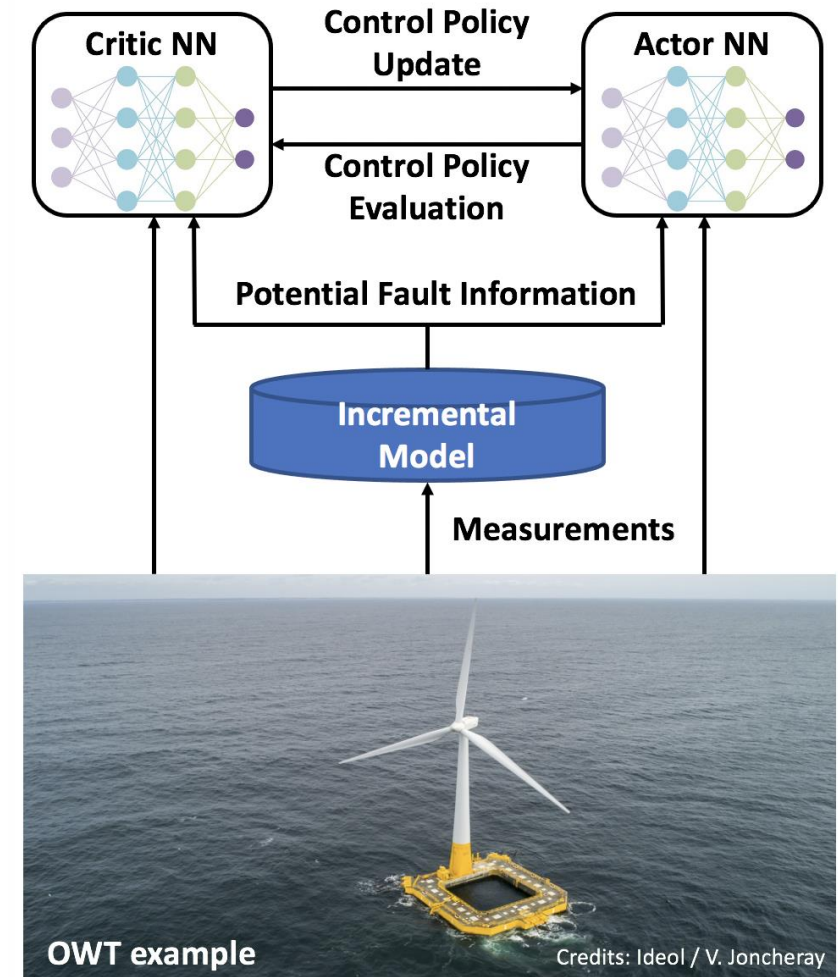 Critic NN
Control Policy
Update
Actor NN
Control Policy
Evaluation
Potential Fault Information
Incremental
Model
Measurements
OWT example
Credits: Ideol / V. Joncheray